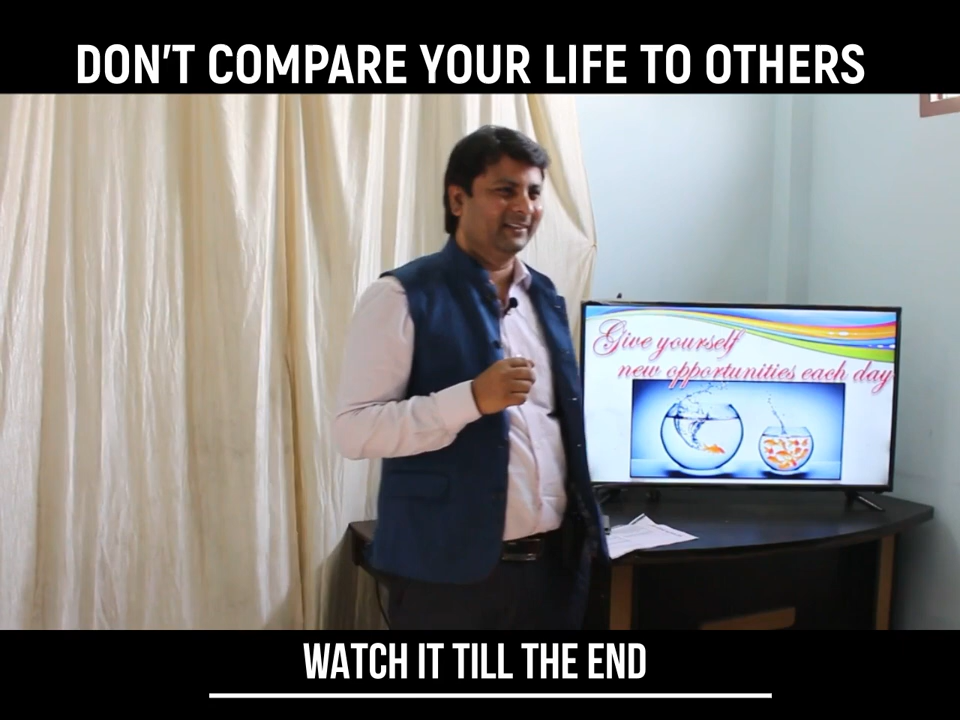 DON'T COMPARE YOUR LIFE TO OTHERS
Give yourself
new opportunities each day
WATCH IT TILL THE END